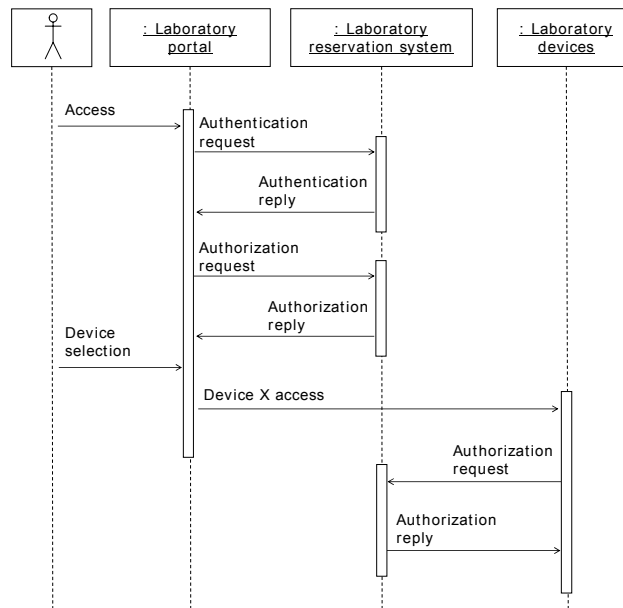 : Laboratory
portal
: Laboratory
reservation system
: Laboratory
devices
Access
Authentication
request
Authentication
reply
Authorization
request
Authorization
reply
Device
selection
Device X access
Authorization
request
Authorization
reply